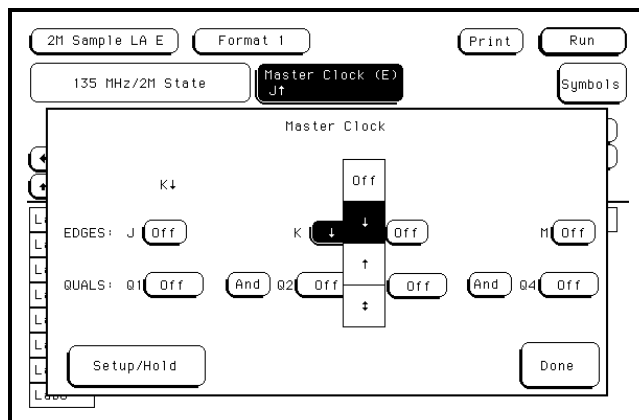 2M Sample LA E Format 1 Print Run
135 MHz/2M State Master Clock (E) Symbols
J↑
Master Clock
K↓ Off
EDGES: J Off K ↓ ↓ Off M Off
↑
QUALS: Q1 Off And Q2 Off Off And Q4 Off
↕
Setup/Hold Done